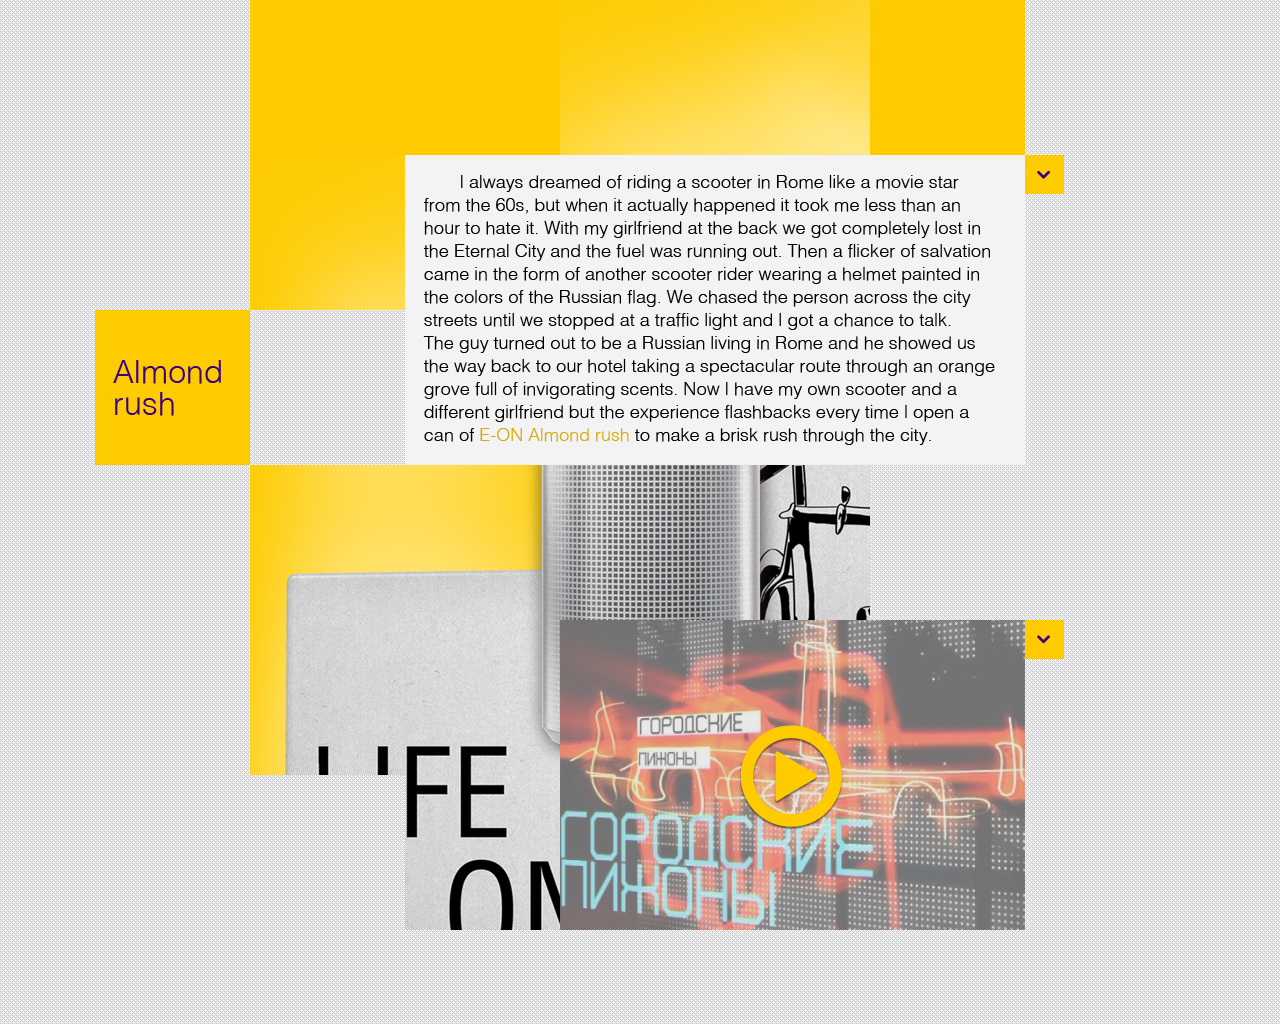 I always dreamed of riding a scooter in Rome like a movie star
from the 60s, but when it actually happened it took me less than an
hour to hate it. With my girlfriend at the back we got completely lost in
the Eternal City and the fuel was running out. Then a flicker of salvation
came in the form of another scooter rider wearing a helmet painted in
the colors of the Russian flag. We chased the person across the city
streets until we stopped at a traffic light and I got a chance to talk.
The guy turned out to be a Russian living in Rome and he showed us
the way back to our hotel taking a spectacular route through an orange
grove full of invigorating scents. Now I have my own scooter and a
different girlfriend but the experience flashbacks every time I open a
can of E-ON Almond rush to make a brisk rush through the city.
Almond
rush
ГОРОДСКИЕ
ПИЖОНЫ
ГОРОДСКИЕ
ПИЖОНЫ